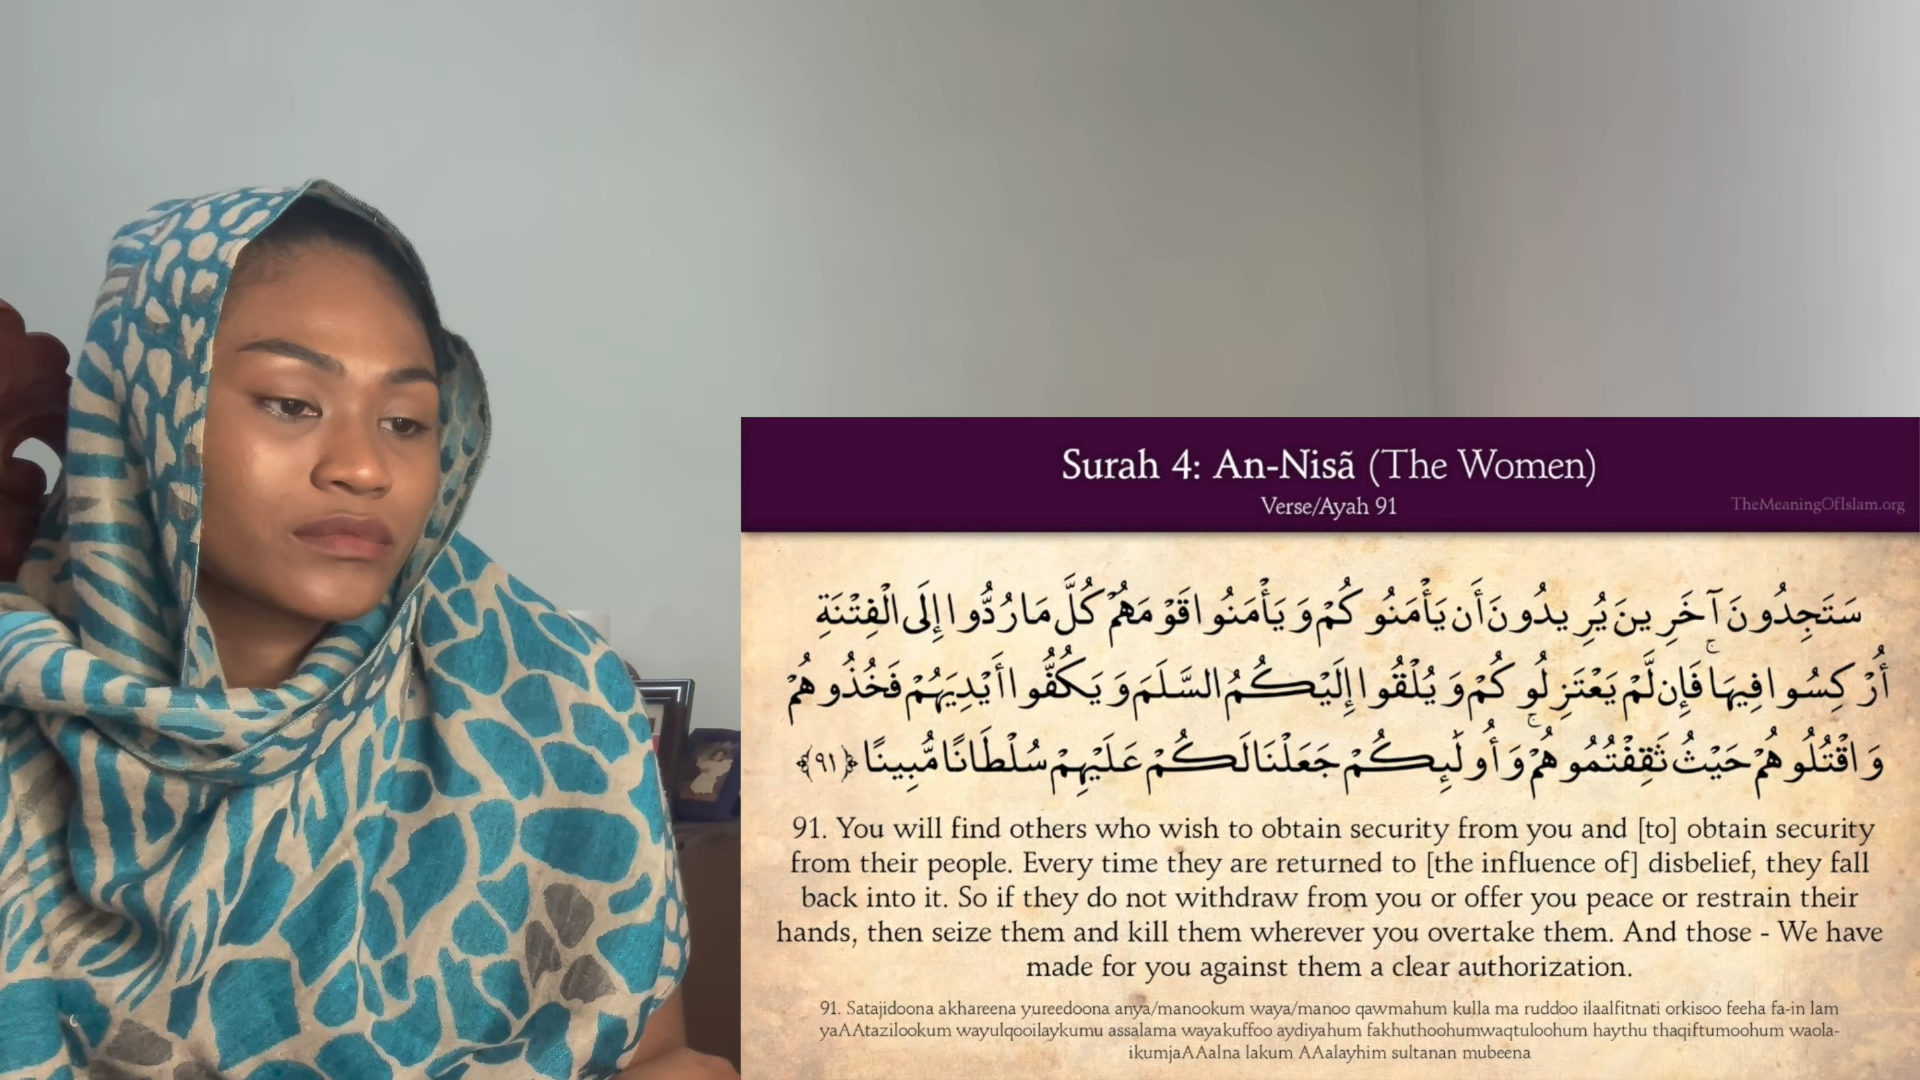 Surah 4: An-Nisã (The Women)
Verse/Ayah 91
TheMeaningOfIslam.org
سَتَجِدُونَ آخَرِينَ يُرِيدُونَ أَن يَأْمَنُوكُمْ وَيَأْمَنُوا قَوْمَهُمْ كُلَّ مَا رُدُّوا إِلَى الْفِتْنَةِ
أُرْكِسُوا فِيهَا ۚ فَإِن لَّمْ يَعْتَزِلُوكُمْ وَيُلْقُوا إِلَيْكُمُ السَّلَمَ وَيَكُفُّوا أَيْدِيَهُمْ فَخُذُوهُمْ
وَاقْتُلُوهُمْ حَيْثُ ثَقِفْتُمُوهُمْ ۚ وَأُولَٰئِكُمْ جَعَلْنَا لَكُمْ عَلَيْهِمْ سُلْطَانًا مُّبِينًا ﴿٩١﴾
91. You will find others who wish to obtain security from you and [to] obtain security
from their people. Every time they are returned to [the influence of] disbelief, they fall
back into it. So if they do not withdraw from you or offer you peace or restrain their
hands, then seize them and kill them wherever you overtake them. And those - We have
made for you against them a clear authorization.
91. Satajidoona akhareena yureedoona anya/manookum waya/manoo qawmahum kulla ma ruddoo ilaalfitnati orkisoo feeha fa-in lam
yaAAtazilookum wayulqooilaykumu assalama wayakuffoo aydiyahum fakhuthoohumwaqtuloohum haythu thaqiftumoohum waola-
ikumjaAAalna lakum AAalayhim sultanan mubeena